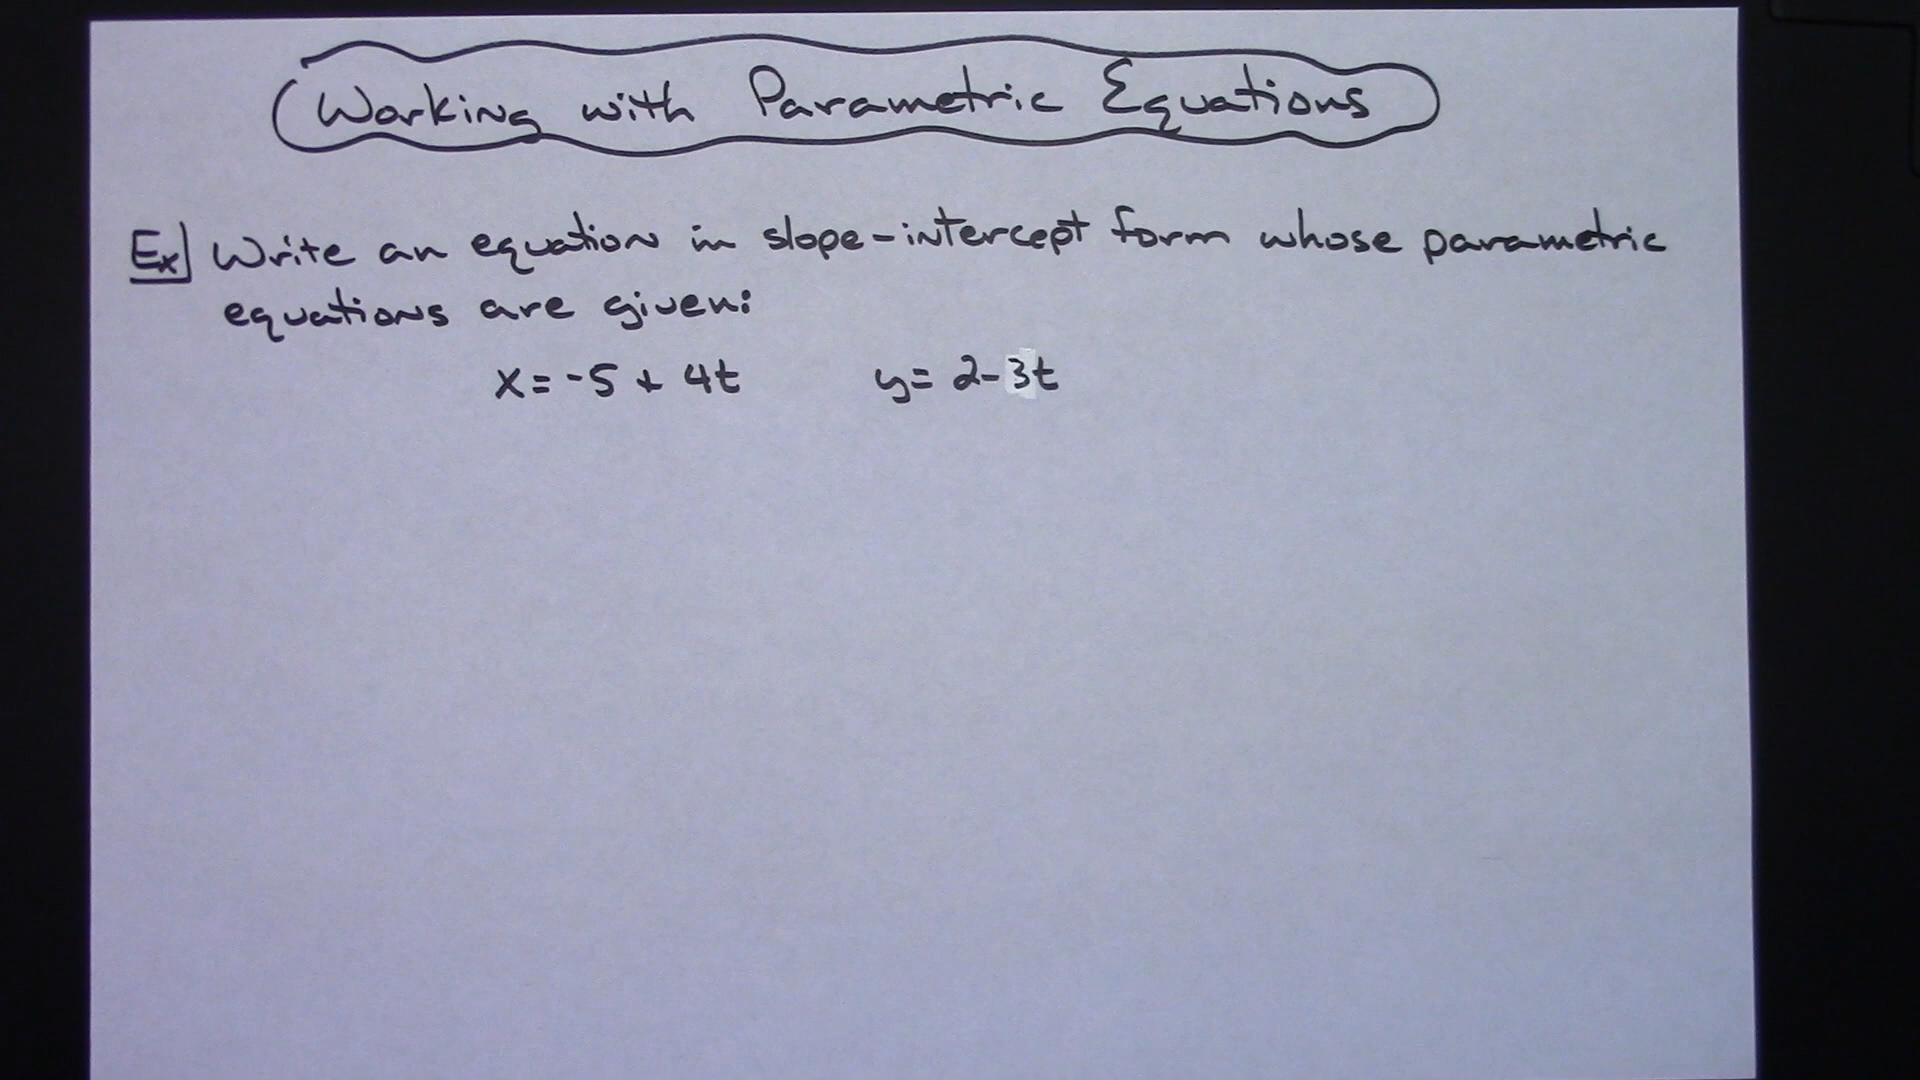 Working with Parametric Equations
Ex Write an equation in slope-intercept form whose parametric
equations are given:
x = -5 + 4t y = 2-3t